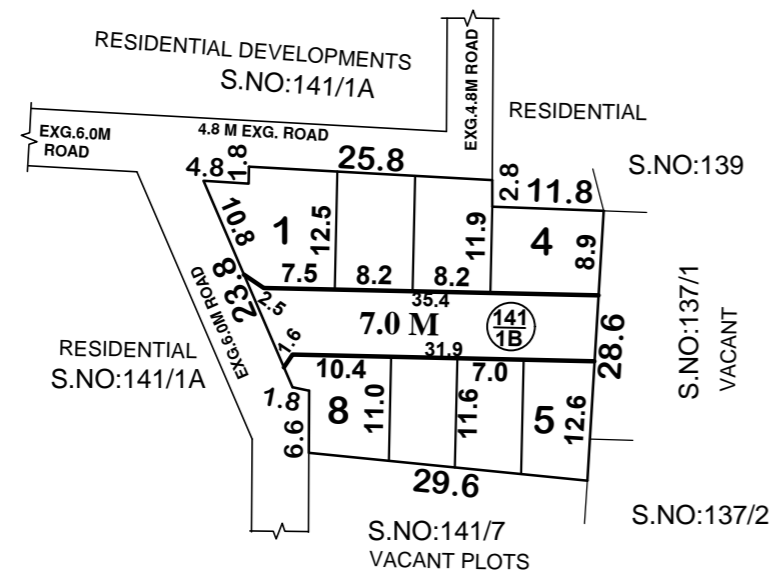 RESIDENTIAL DEVELOPMENTS
S.NO:141/1A
EXG.4.8M ROAD
RESIDENTIAL
EXG.6.0M
ROAD
4.8 M EXG. ROAD
S.NO:139
4.8
1.8
25.8
2.8
11.8
10.8
1
12.5
11.9
4
8.9
7.5
8.2
8.2
23.8
2.5
35.4
7.0 M
141
1B
EXG.6.0M ROAD
1.6
31.9
28.6
S.NO:137/1
VACANT
RESIDENTIAL
S.NO:141/1A
10.4
7.0
1.8
8
11.0
11.6
5
12.6
6.6
29.6
S.NO:141/7
VACANT PLOTS
S.NO:137/2